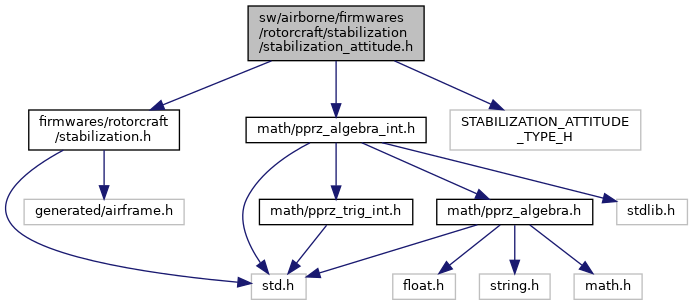 sw/airborne/firmwares
/rotorcraft/stabilization
/stabilization_attitude.h
firmwares/rotorcraft
/stabilization.h
math/pprz_algebra_int.h
STABILIZATION_ATTITUDE
_TYPE_H
generated/airframe.h
math/pprz_trig_int.h
math/pprz_algebra.h
stdlib.h
std.h
float.h
string.h
math.h